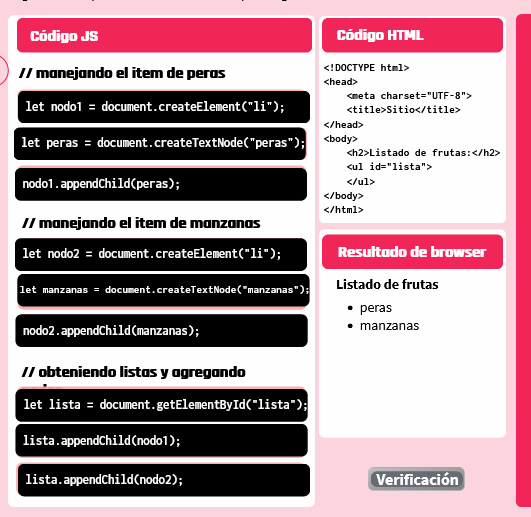 Código JS
// manejando el item de peras
let nodo1 = document.createElement("li");
let peras = document.createTextNode("peras");
nodo1.appendChild(peras);
// manejando el item de manzanas
let nodo2 = document.createElement("li");
let manzanas = document.createTextNode("manzanas");
nodo2.appendChild(manzanas);
// obteniendo listas y agregando
let lista = document.getElementById("lista");
lista.appendChild(nodo1);
lista.appendChild(nodo2);
Código HTML
<!DOCTYPE html>
<head>
<meta charset="UTF-8">
<title>Sitio</title>
</head>
<body>
<h2>Listado de frutas:</h2>
<ul id="lista">
</ul>
</body>
</html>
Resultado de browser
Listado de frutas
• peras
• manzanas
Verificación